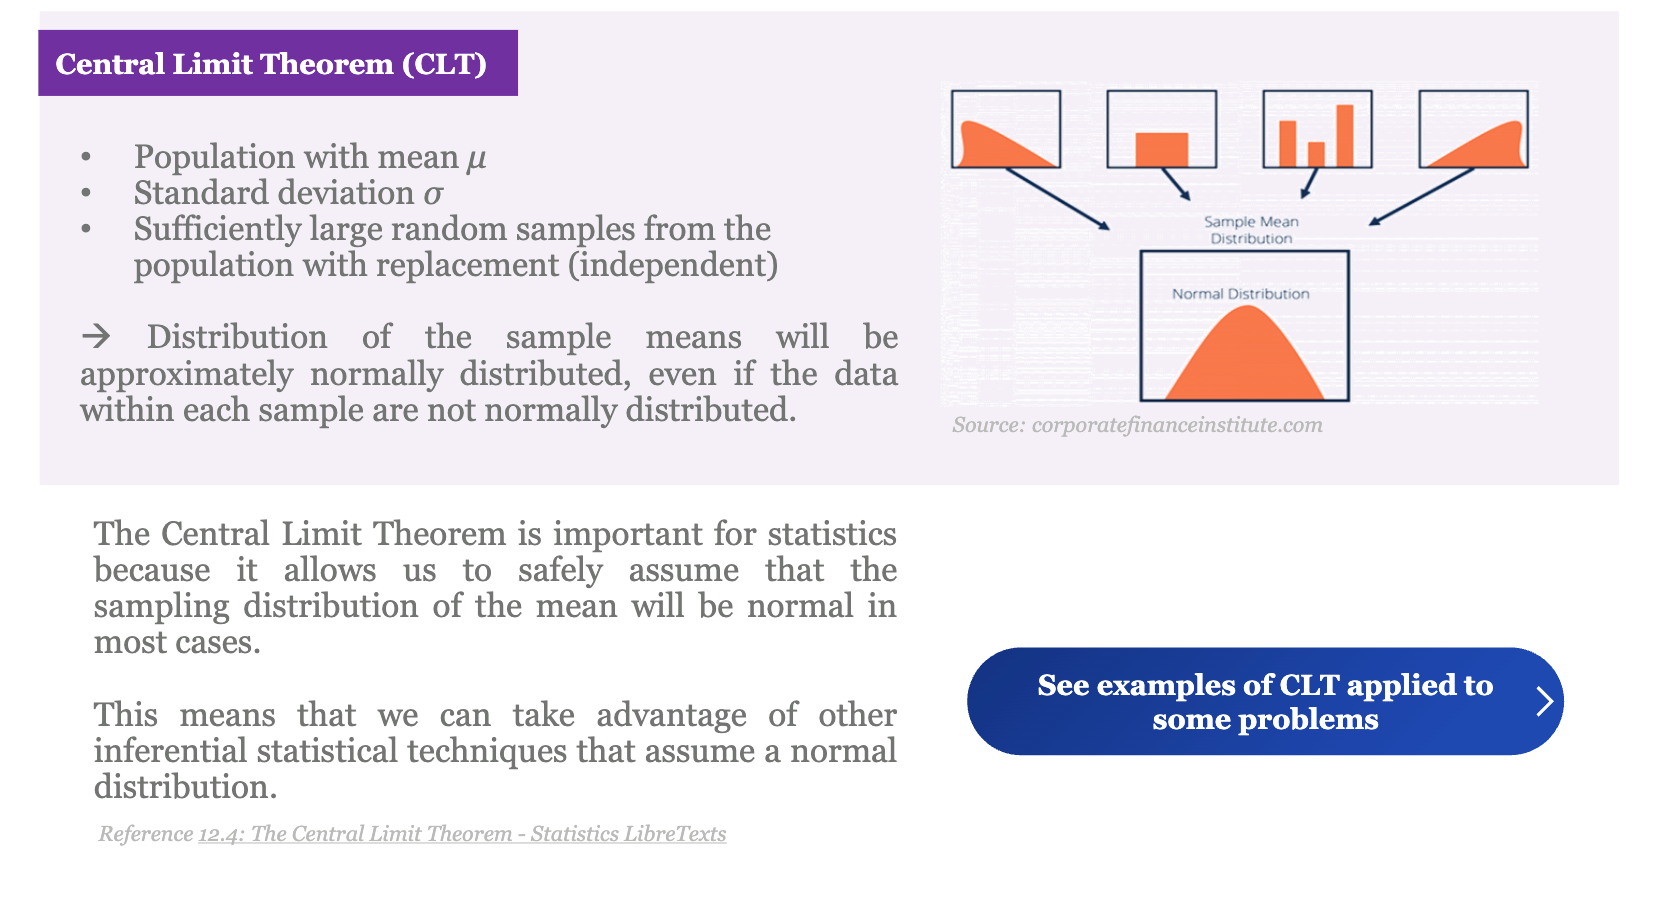 Central Limit Theorem (CLT)
• Population with mean μ
• Standard deviation σ
• Sufficiently large random samples from the
population with replacement (independent)
→ Distribution of the sample means will be
approximately normally distributed, even if the data
within each sample are not normally distributed.
Sample Mean
Distribution
Normal Distribution
Source: corporatefinanceinstitute.com
The Central Limit Theorem is important for statistics
because it allows us to safely assume that the
sampling distribution of the mean will be normal in
most cases.
This means that we can take advantage of other
inferential statistical techniques that assume a normal
distribution.
Reference 12.4: The Central Limit Theorem - Statistics LibreTexts
See examples of CLT applied to
some problems